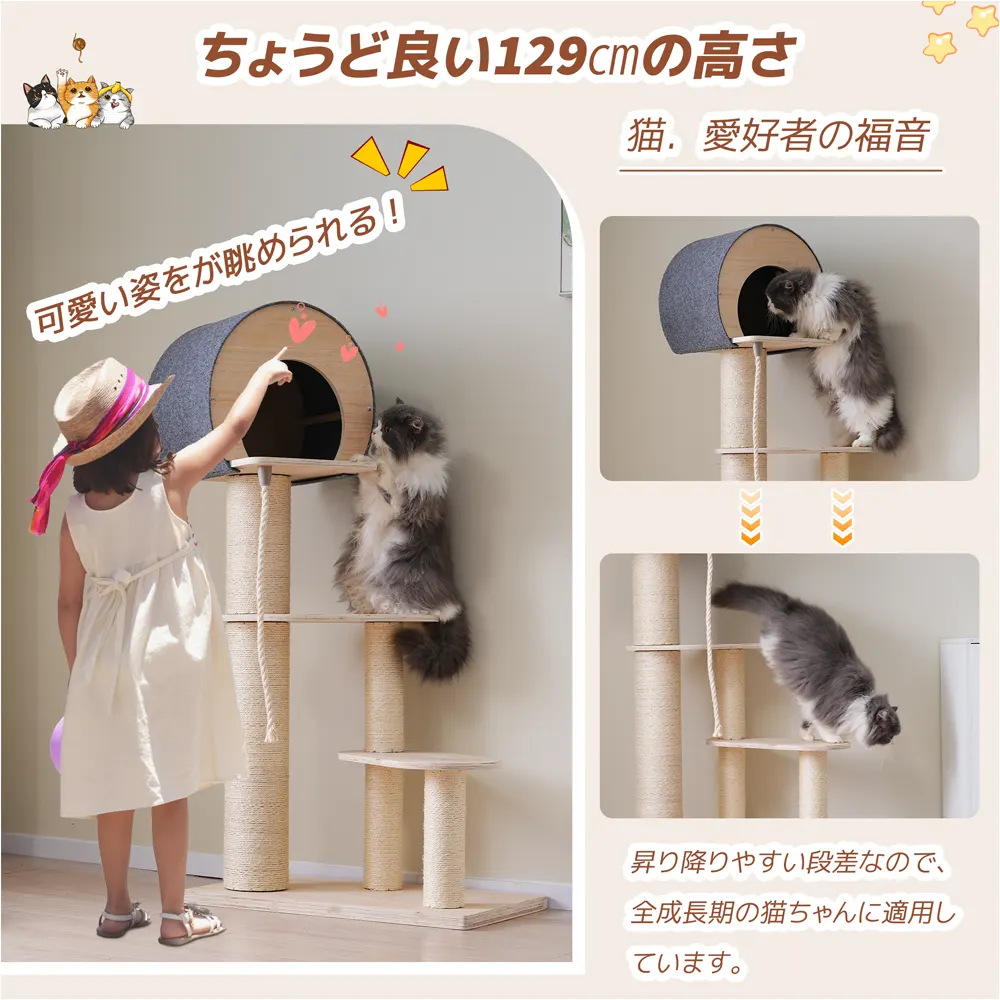 ちょうど良い129㎝の高さ
猫．愛好者の福音
可愛い姿をが眺められる！
昇り降りやすい段差なので、
全成長期の猫ちゃんに適用し
ています。